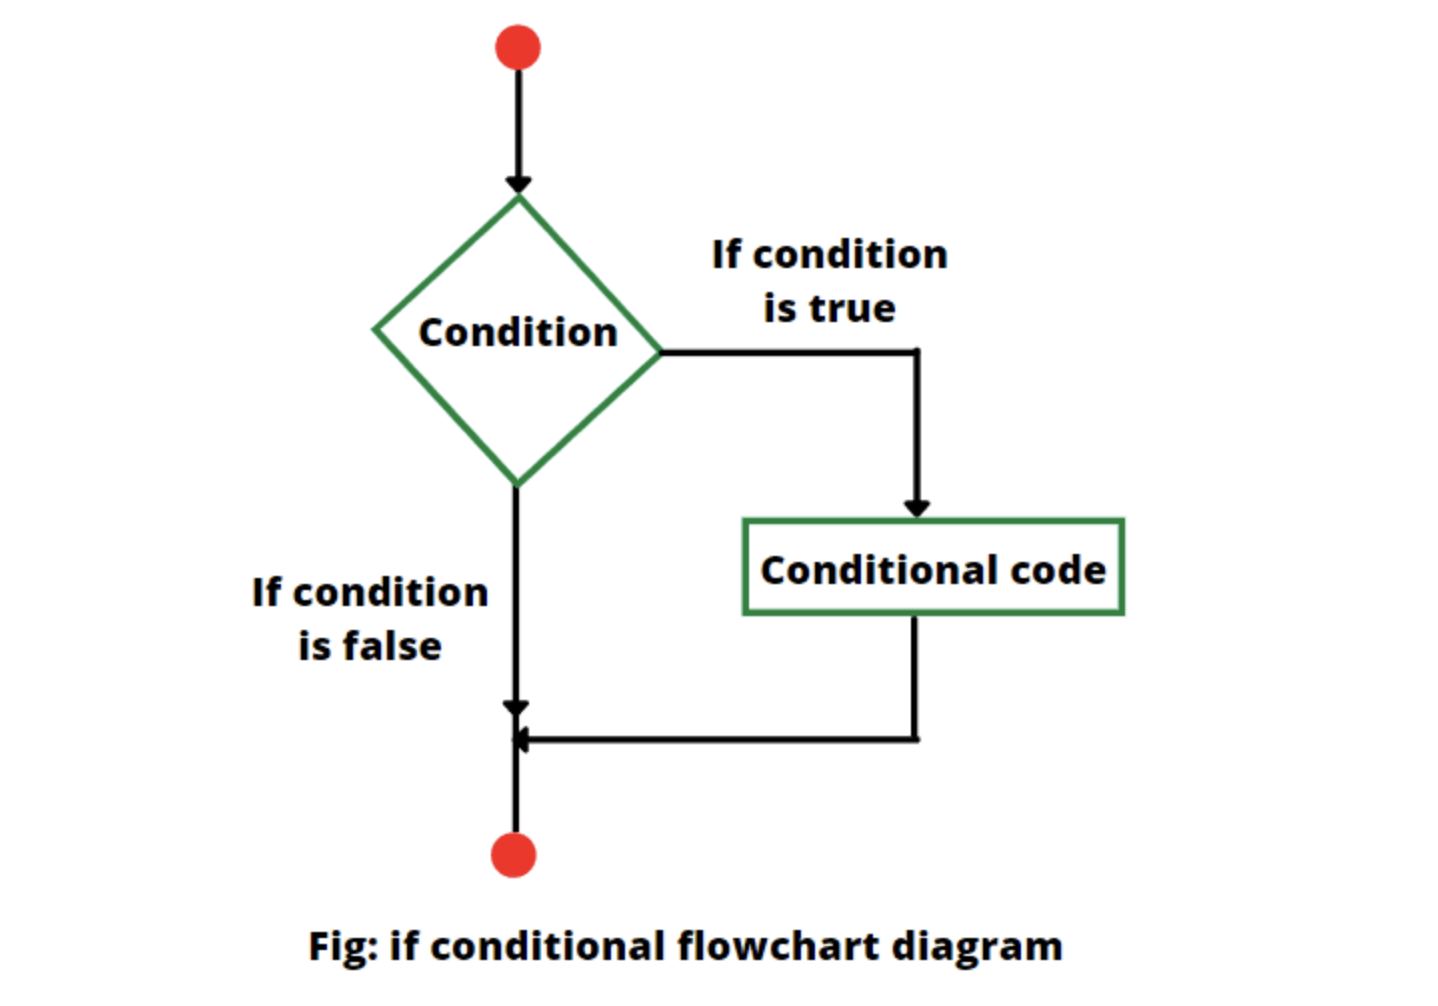 If condition
is true
Condition
Conditional code
If condition
is false
Fig: if conditional flowchart diagram